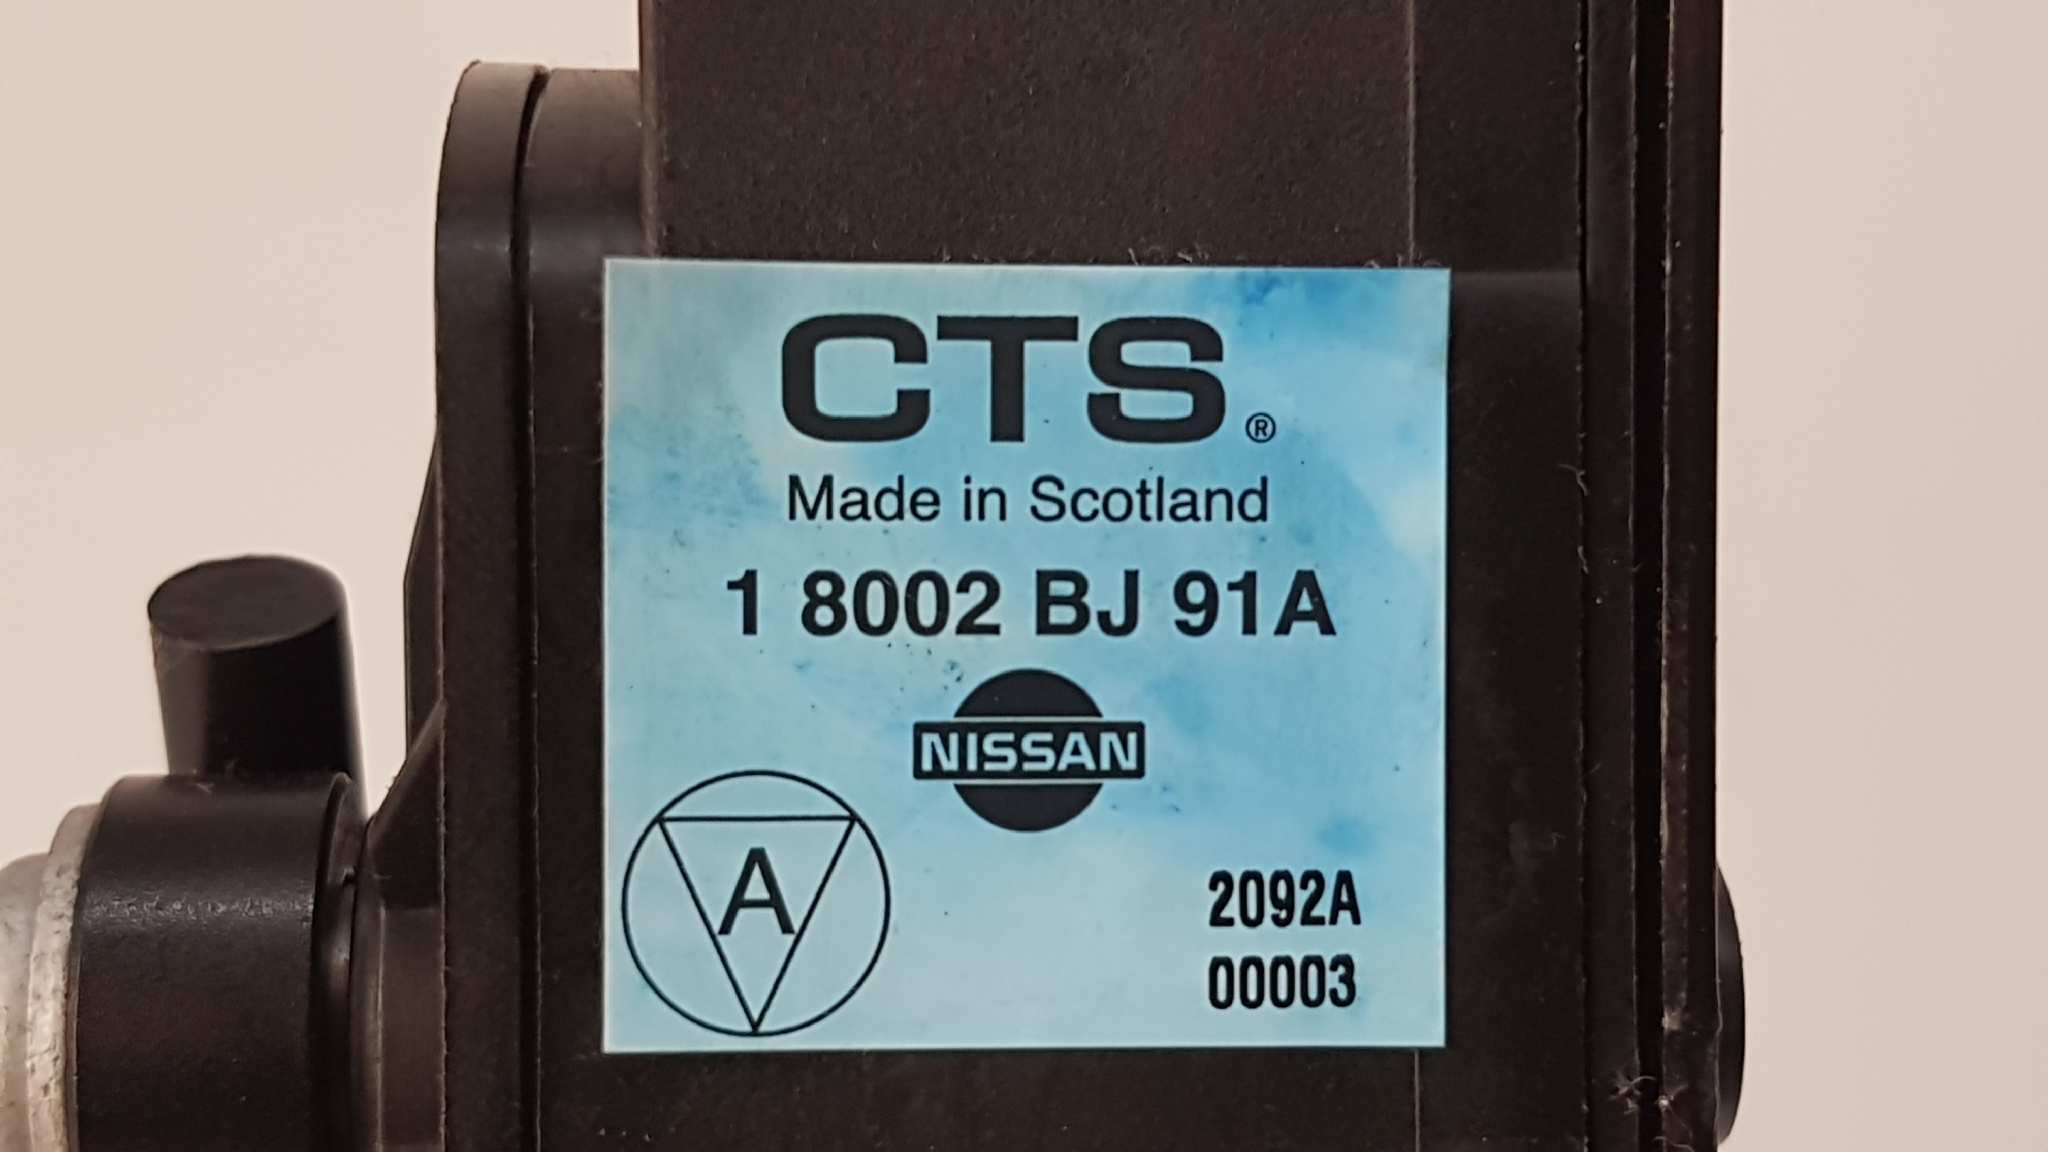 CTS®
Made in Scotland
1 8002 BJ 91A
NISSAN
A
2092A
00003